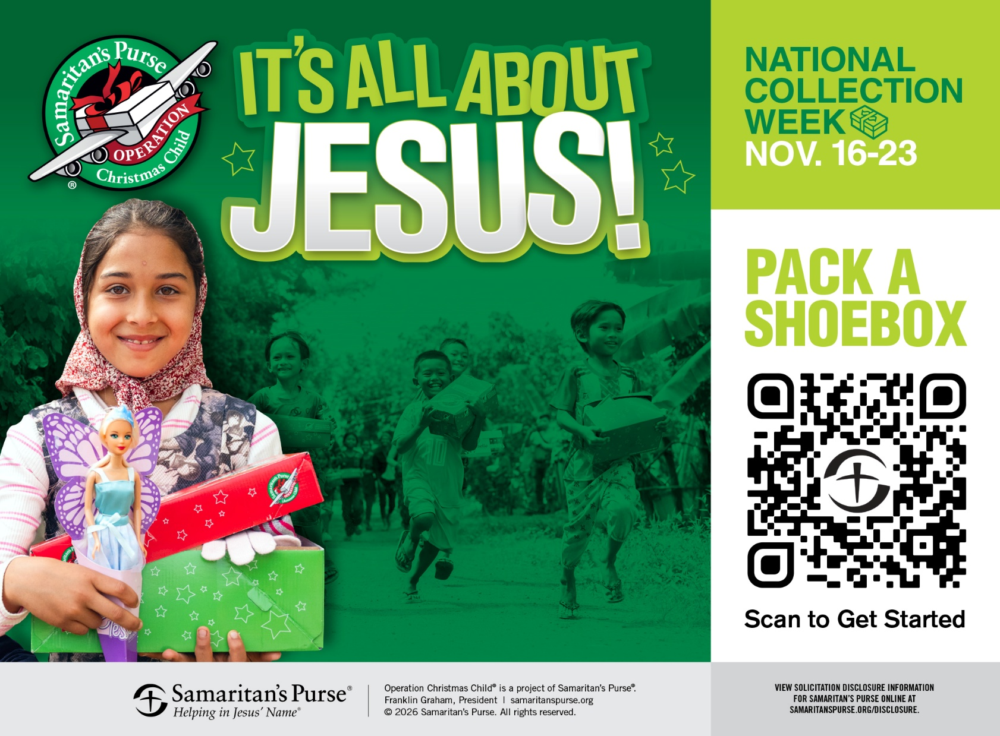 Samaritan's Purse
OPERATION
Christmas Child
®
IT'S ALL ABOUT
JESUS!
NATIONAL
COLLECTION
WEEK
NOV. 16-23
PACK A
SHOEBOX
Scan to Get Started
Samaritan's Purse®
Helping in Jesus' Name®
Operation Christmas Child® is a project of Samaritan's Purse®.
Franklin Graham, President | samaritanspurse.org
© 2026 Samaritan's Purse. All rights reserved.
VIEW SOLICITATION DISCLOSURE INFORMATION
FOR SAMARITAN'S PURSE ONLINE AT
SAMARITANSPURSE.ORG/DISCLOSURE.